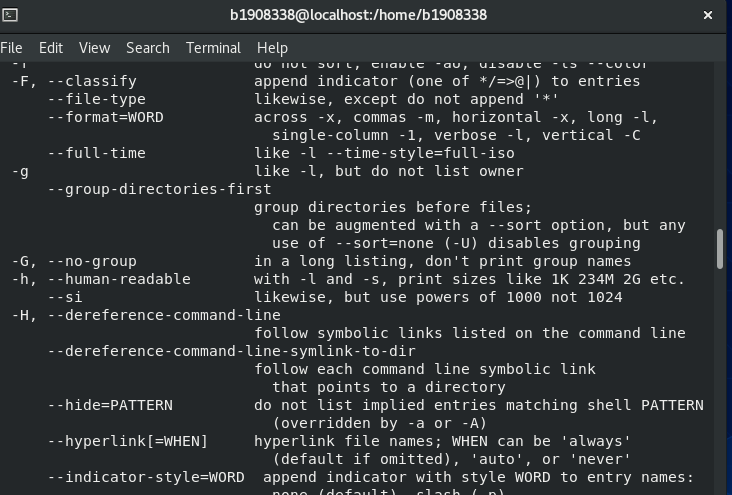 b1908338@localhost:/home/b1908338
File Edit View Search Terminal Help
do not sort, enable -aU, disable -ls --color
-F, --classify             append indicator (one of */=>@|) to entries
    --file-type            likewise, except do not append '*'
    --format=WORD          across -x, commas -m, horizontal -x, long -l,
                             single-column -1, verbose -l, vertical -C
    --full-time            like -l --time-style=full-iso
-g                         like -l, but do not list owner
    --group-directories-first
                           group directories before files;
                             can be augmented with a --sort option, but any
                             use of --sort=none (-U) disables grouping
-G, --no-group             in a long listing, don't print group names
-h, --human-readable       with -l and -s, print sizes like 1K 234M 2G etc.
    --si                   likewise, but use powers of 1000 not 1024
-H, --dereference-command-line
                           follow symbolic links listed on the command line
    --dereference-command-line-symlink-to-dir
                           follow each command line symbolic link
                             that points to a directory
    --hide=PATTERN         do not list implied entries matching shell PATTERN
                             (overridden by -a or -A)
    --hyperlink[=WHEN]     hyperlink file names; WHEN can be 'always'
                             (default if omitted), 'auto', or 'never'
    --indicator-style=WORD  append indicator with style WORD to entry names:
                             none (default), slash (-p)